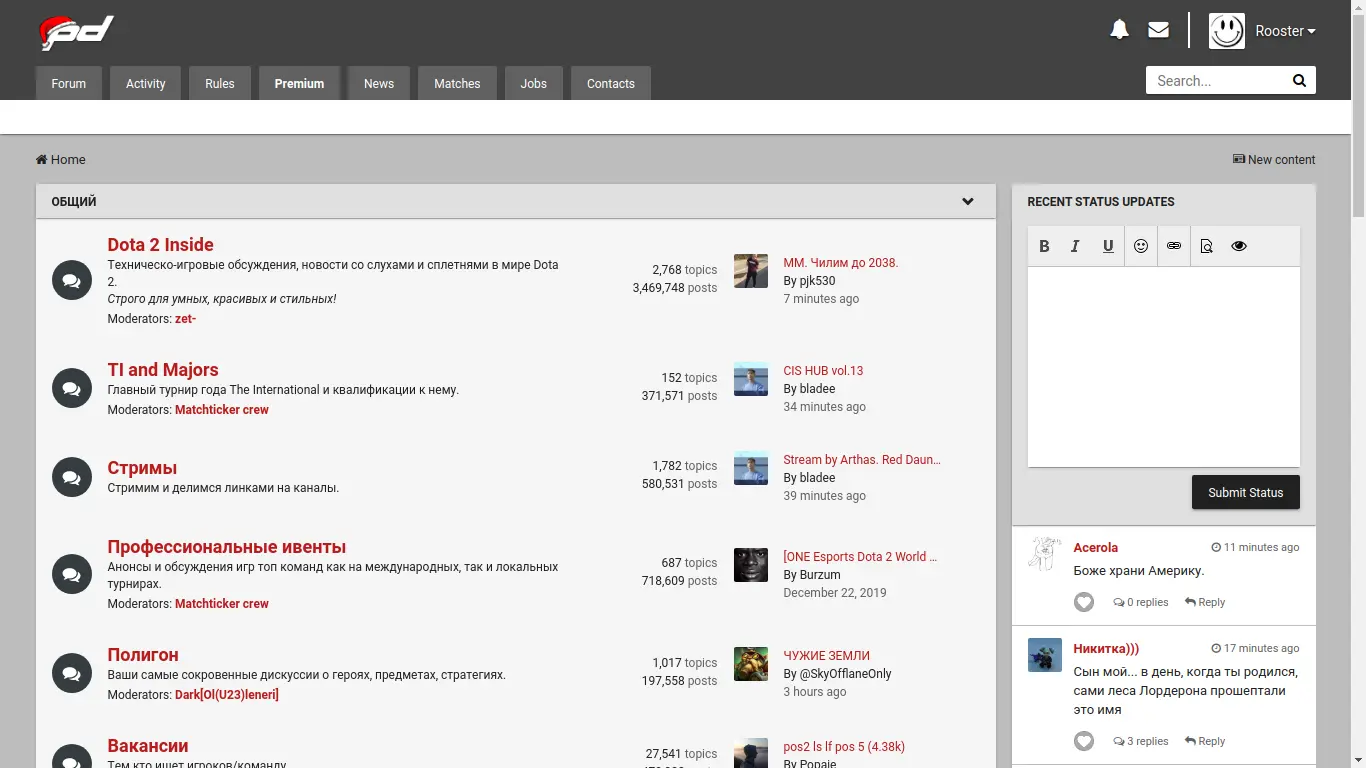 pd
Rooster
Forum
Activity
Rules
Premium
News
Matches
Jobs
Contacts
Search...
Home
New content
ОБЩИЙ
Dota 2 Inside
Техническо-игровые обсуждения, новости со слухами и сплетнями в мире Dota
2.
Строго для умных, красивых и стильных!
Moderators: zet-
2,768 topics
3,469,748 posts
ММ. Чилим до 2038.
By pjk530
7 minutes ago
TI and Majors
Главный турнир года The International и квалификации к нему.
Moderators: Matchticker crew
152 topics
371,571 posts
CIS HUB vol.13
By bladee
34 minutes ago
Стримы
Стримим и делимся линками на каналы.
1,782 topics
580,531 posts
Stream by Arthas. Red Daun...
By bladee
39 minutes ago
Профессиональные ивенты
Анонсы и обсуждения игр топ команд как на международных, так и локальных
турнирах.
Moderators: Matchticker crew
687 topics
718,609 posts
[ONE Esports Dota 2 World ...
By Burzum
December 22, 2019
Полигон
Ваши самые сокровенные дискуссии о героях, предметах, стратегиях.
Moderators: Dark[Ol(U23)leneri]
1,017 topics
197,558 posts
ЧУЖИЕ ЗЕМЛИ
By @SkyOfflaneOnly
3 hours ago
Вакансии
Тем кто ищет игроков/команду.
27,541 topics
pos2 ls lf pos 5 (4.38k)
By Popaie
RECENT STATUS UPDATES
B I U
Submit Status
Acerola
11 minutes ago
Боже храни Америку.
0 replies
Reply
Никитка)))
17 minutes ago
Сын мой... в день, когда ты родился,
сами леса Лордерона прошептали
это имя
3 replies
Reply